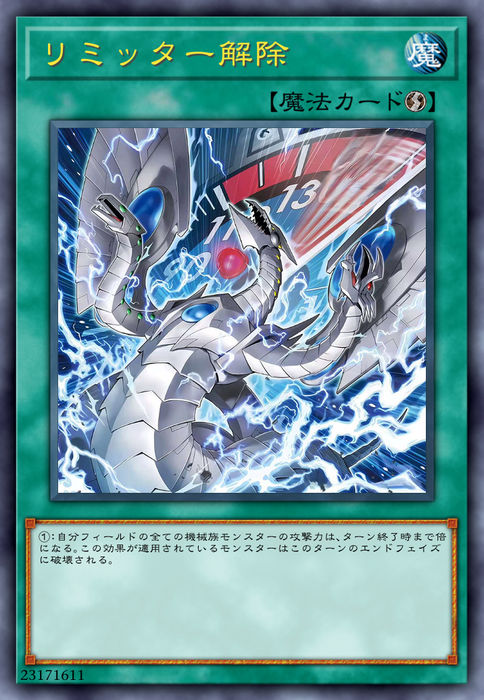 リミッター解除
魔
【魔法カード】
13
11
①:自分フィールドの全ての機械族モンスターの攻撃力は、ターン終了時まで倍
になる。この効果が適用されているモンスターはこのターンのエンドフェイズ
に破壊される。
23171611